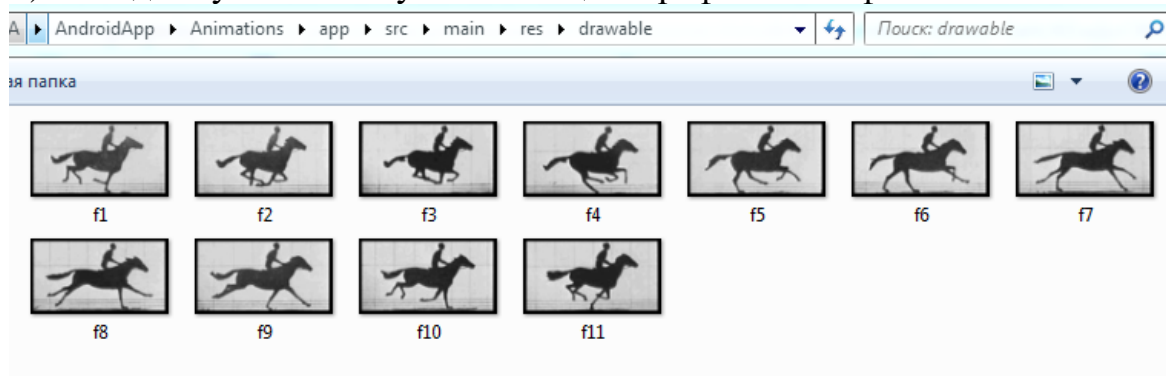 AndroidApp ▸ Animations ▸ app ▸ src ▸ main ▸ res ▸ drawable
Поиск: drawable
ая папка
f1 f2 f3 f4 f5 f6 f7
f8 f9 f10 f11